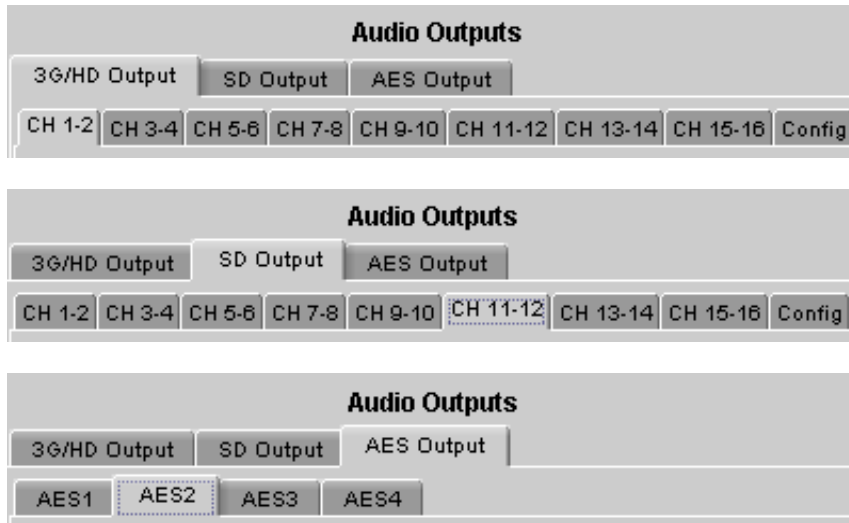 Audio Outputs
3G/HD Output SD Output AES Output
CH 1-2 CH 3-4 CH 5-6 CH 7-8 CH 9-10 CH 11-12 CH 13-14 CH 15-16 Config
Audio Outputs
3G/HD Output SD Output AES Output
CH 1-2 CH 3-4 CH 5-6 CH 7-8 CH 9-10 CH 11-12 CH 13-14 CH 15-16 Config
Audio Outputs
3G/HD Output SD Output AES Output
AES1 AES2 AES3 AES4